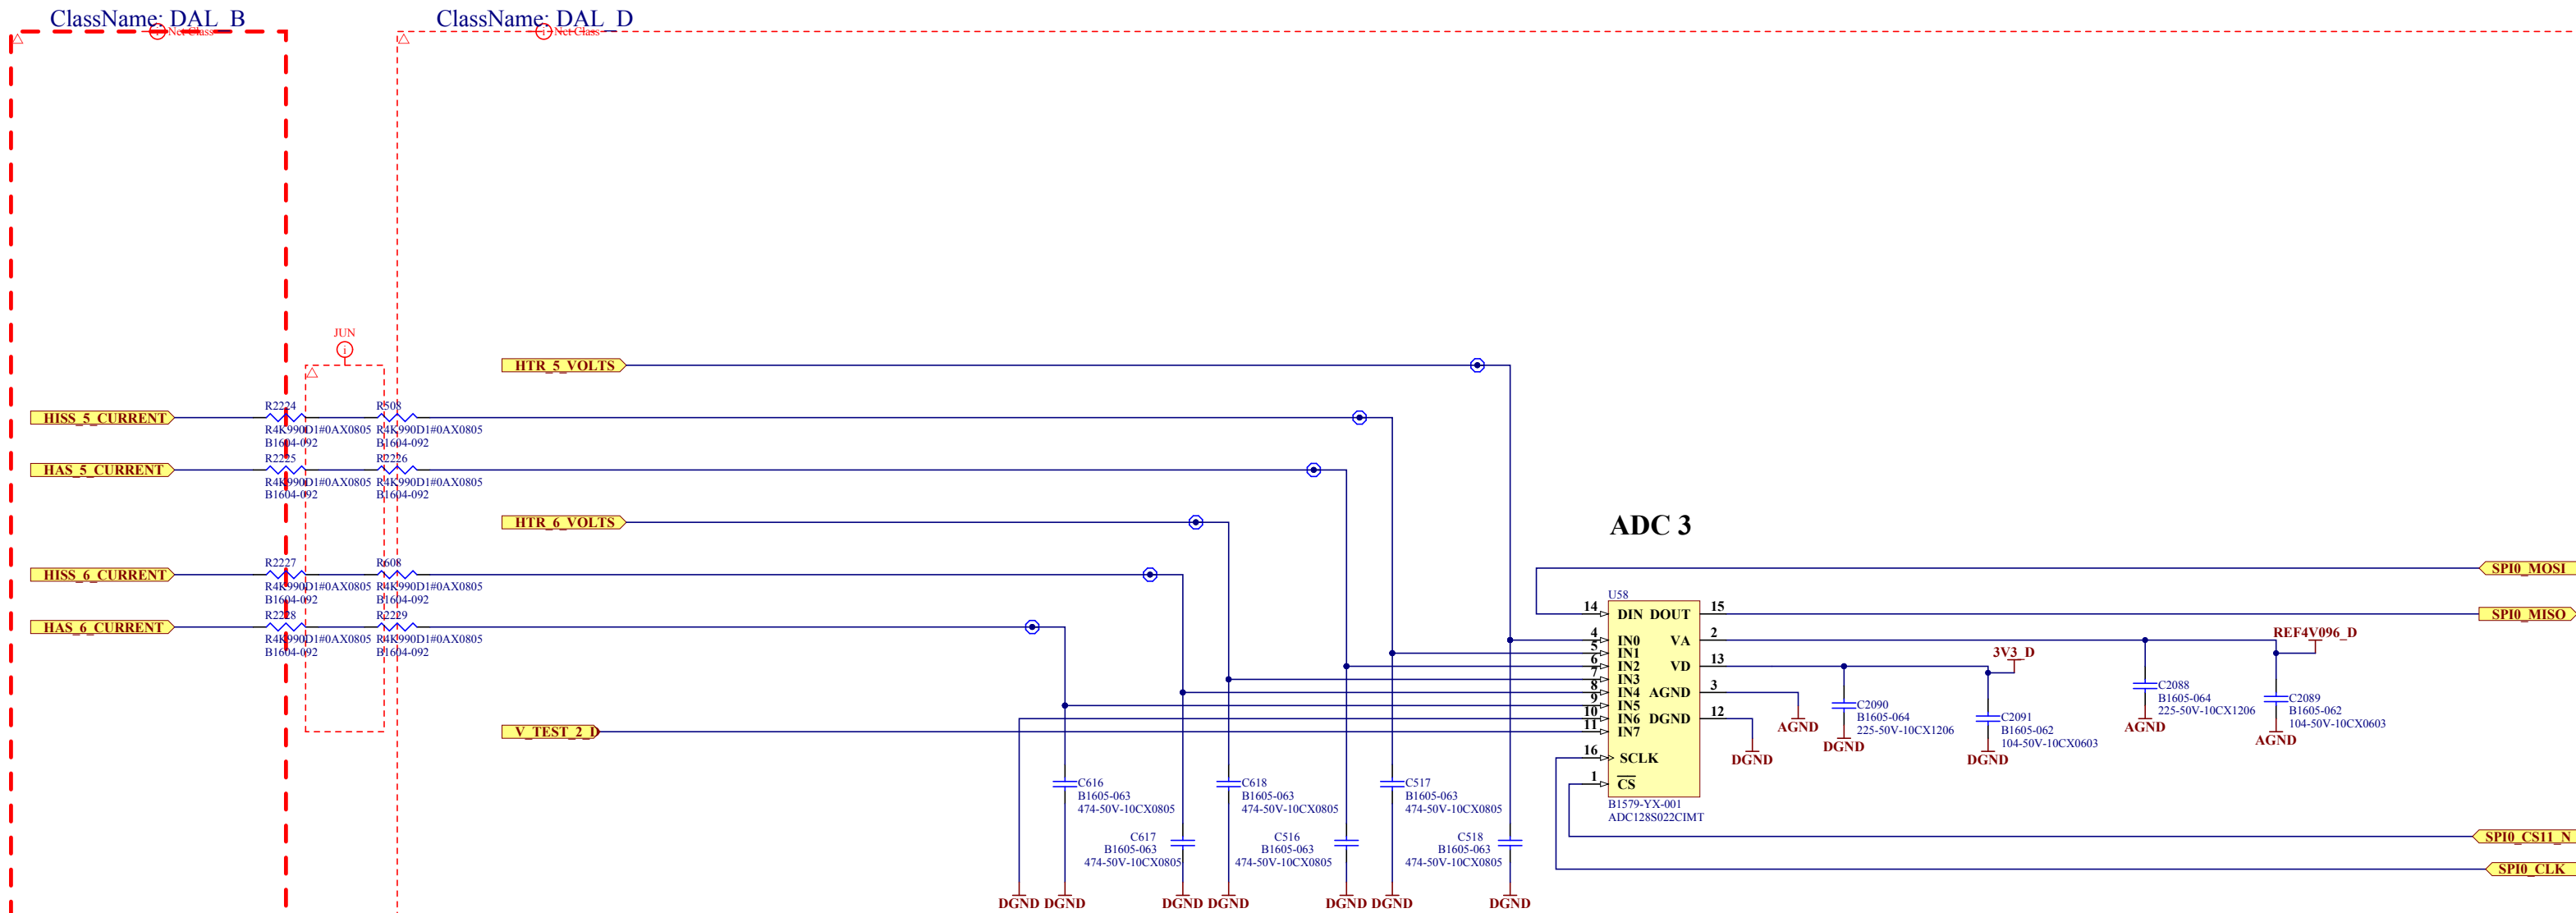 ClassName: DAL_B
ClassName: DAL_D
i Net Class
i Net Class
JUN
i
HTR_5_VOLTS
HISS_5_CURRENT
R2224
R4K990D1#0AX0805
B1604-092
R508
R4K990D1#0AX0805
B1604-092
HAS_5_CURRENT
R2225
R4K990D1#0AX0805
B1604-092
R2226
R4K990D1#0AX0805
B1604-092
HTR_6_VOLTS
HISS_6_CURRENT
R2227
R4K990D1#0AX0805
B1604-092
R608
R4K990D1#0AX0805
B1604-092
HAS_6_CURRENT
R2228
R4K990D1#0AX0805
B1604-092
R2229
R4K990D1#0AX0805
B1604-092
V_TEST_2_D
ADC 3
U58
14 DIN DOUT 15
4 IN0 VA 2
5 IN1
6 IN2 VD 13
7 IN3
8 IN4 AGND 3
9 IN5
10 IN6 DGND 12
11 IN7
16 SCLK
1 CS
B1579-YX-001
ADC128S022CIMT
SPI0_MOSI
SPI0_MISO
REF4V096_D
3V3_D
C2088
B1605-064
225-50V-10CX1206
AGND
C2089
B1605-062
104-50V-10CX0603
AGND
AGND
DGND
C2090
B1605-064
225-50V-10CX1206
DGND
C2091
B1605-062
104-50V-10CX0603
DGND
C616
B1605-063
474-50V-10CX0805
C618
B1605-063
474-50V-10CX0805
C517
B1605-063
474-50V-10CX0805
C617
B1605-063
474-50V-10CX0805
C516
B1605-063
474-50V-10CX0805
C518
B1605-063
474-50V-10CX0805
SPI0_CS11_N
SPI0_CLK
DGND DGND
DGND DGND
DGND DGND
DGND